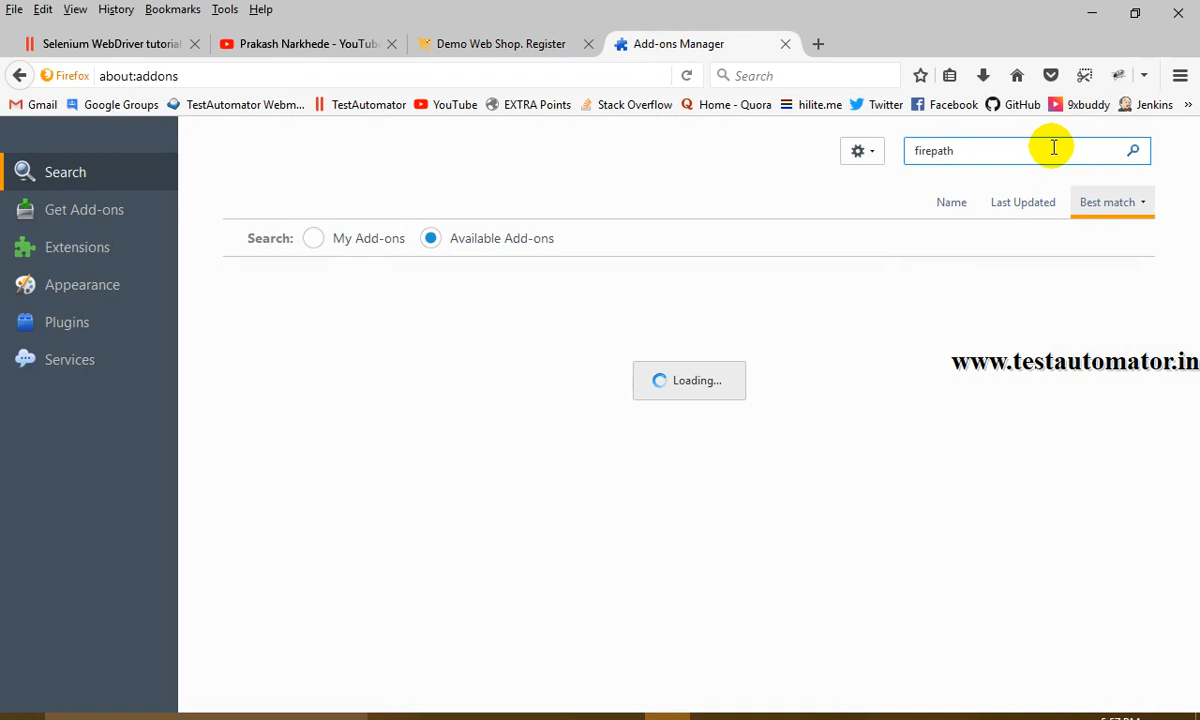 File Edit View History Bookmarks Tools Help
Selenium WebDriver tutorial Prakash Narkhede - YouTube Demo Web Shop. Register Add-ons Manager
Firefox about:addons Search
Gmail Google Groups TestAutomator Webm... TestAutomator YouTube EXTRA Points Stack Overflow Home - Quora hilite.me Twitter Facebook GitHub 9xbuddy Jenkins »
firepath
Search
Name Last Updated Best match
Get Add-ons
Search: My Add-ons Available Add-ons
Extensions
Appearance
Plugins
Services
www.testautomator.in
Loading...